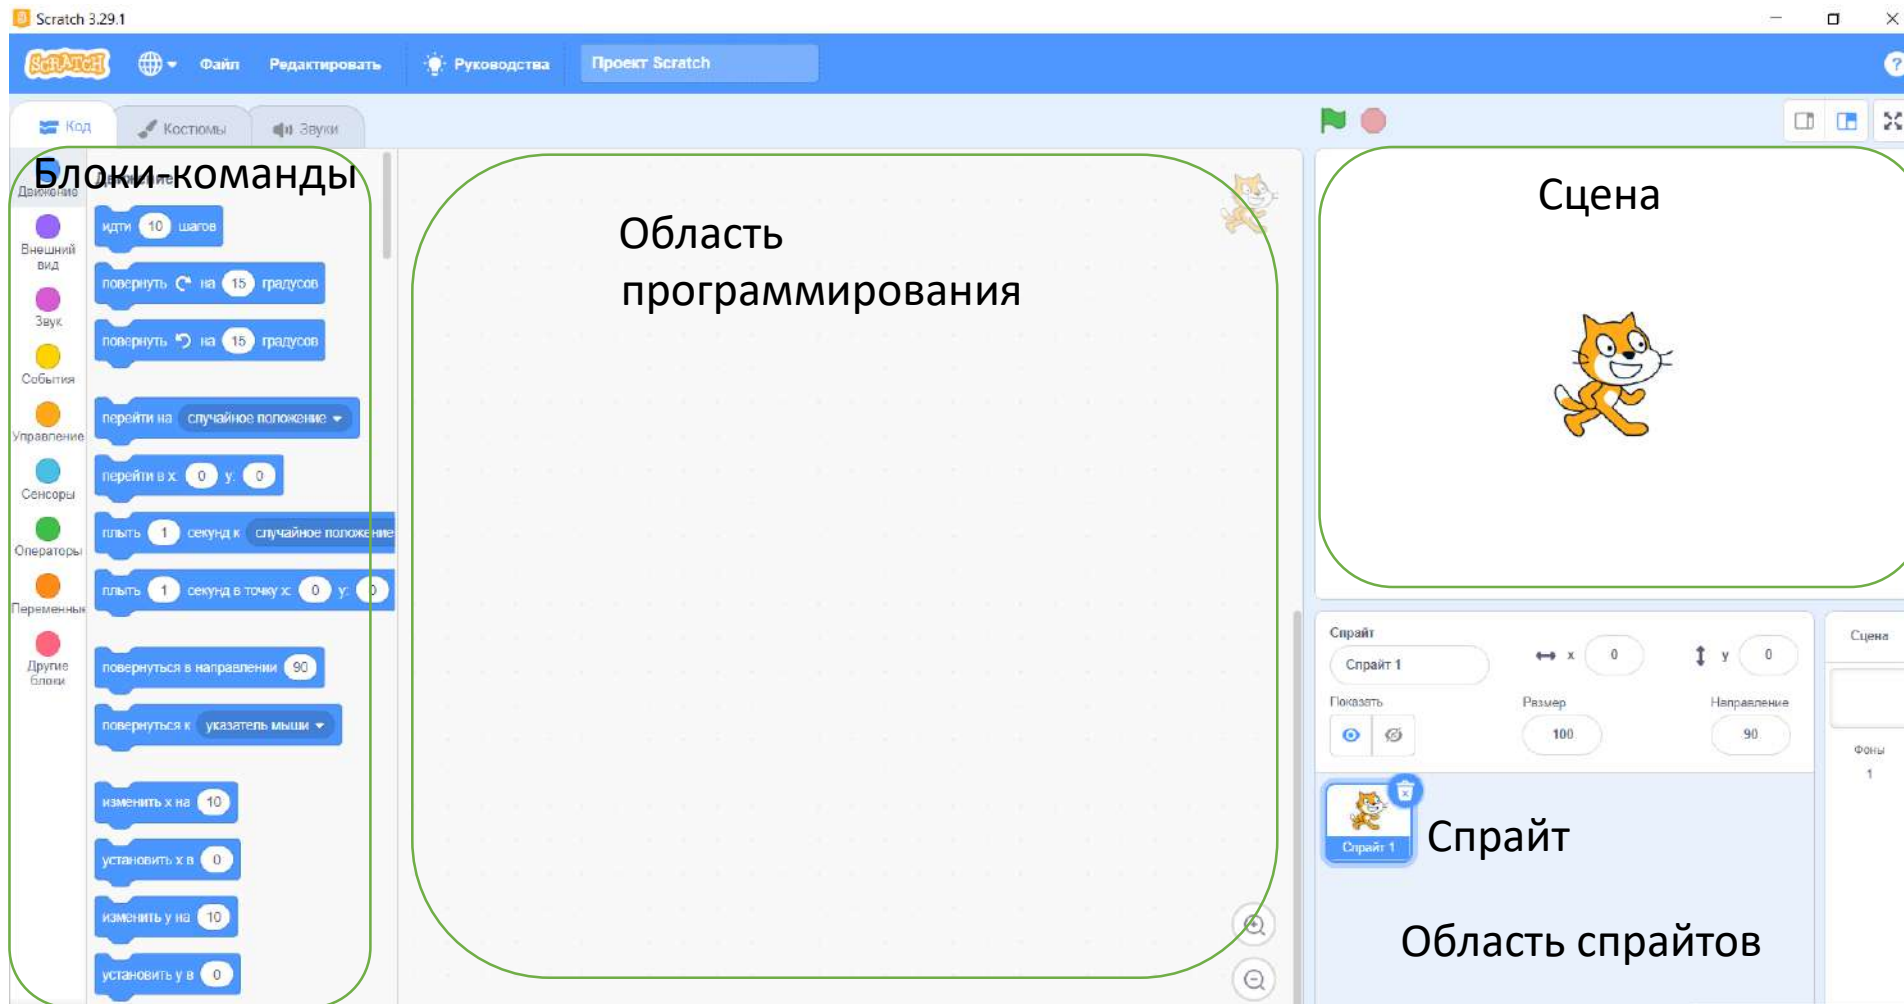 Scratch 3.29.1
SCRATCH
Файл
Редактировать
Руководства
Проект Scratch
Код
Костюмы
Звуки
Блоки-команды
Движение
Движение
Внешний
вид
Звук
События
Управление
Сенсоры
Операторы
Переменные
Другие
блоки
идти 10 шагов
повернуть на 15 градусов
повернуть на 15 градусов
перейти на случайное положение
перейти в x: 0 y: 0
плыть 1 секунд к случайное положение
плыть 1 секунд в точку x: 0 y: 0
повернуться в направлении 90
повернуться к указатель мыши
изменить x на 10
установить x в 0
изменить y на 10
установить y в 0
Область
программирования
Сцена
Спрайт
Спрайт 1
x 0
y 0
Показать
Размер
100
Направление
90
Спрайт 1
Спрайт
Область спрайтов
Сцена
Фоны
1